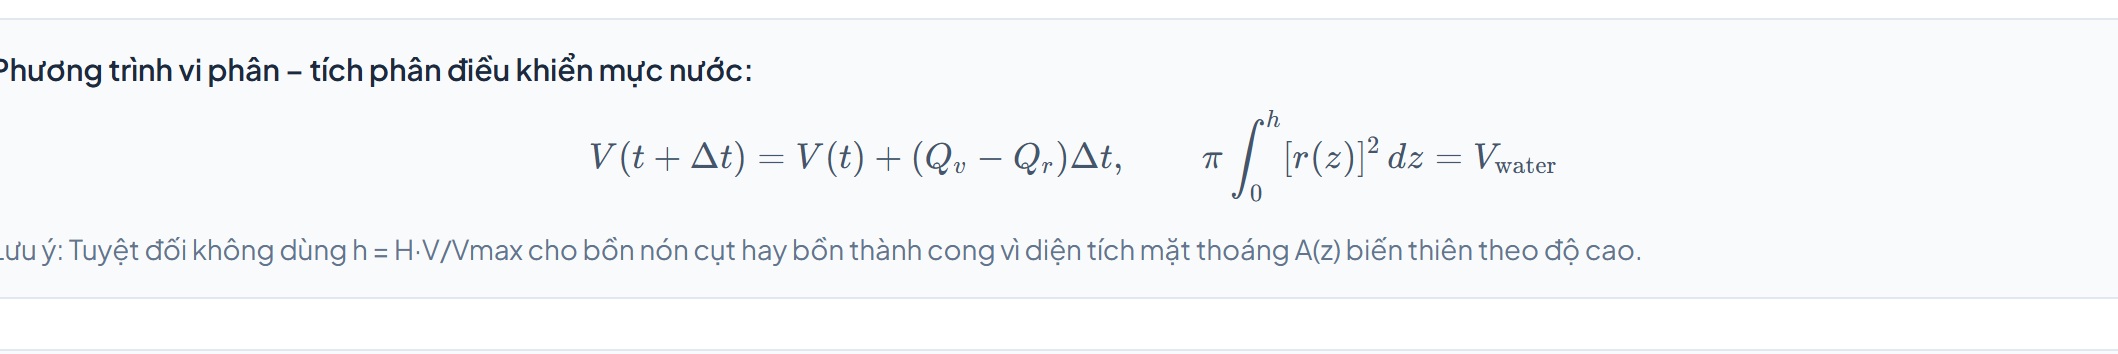 Phương trình vi phân – tích phân điều khiển mực nước:
V(t + Δt) = V(t) + (Q_v − Q_r)Δt, π ∫_0^h [r(z)]^2 dz = V_water
Lưu ý: Tuyệt đối không dùng h = H·V/Vmax cho bồn nón cụt hay bồn thành cong vì diện tích mặt thoáng A(z) biến thiên theo độ cao.